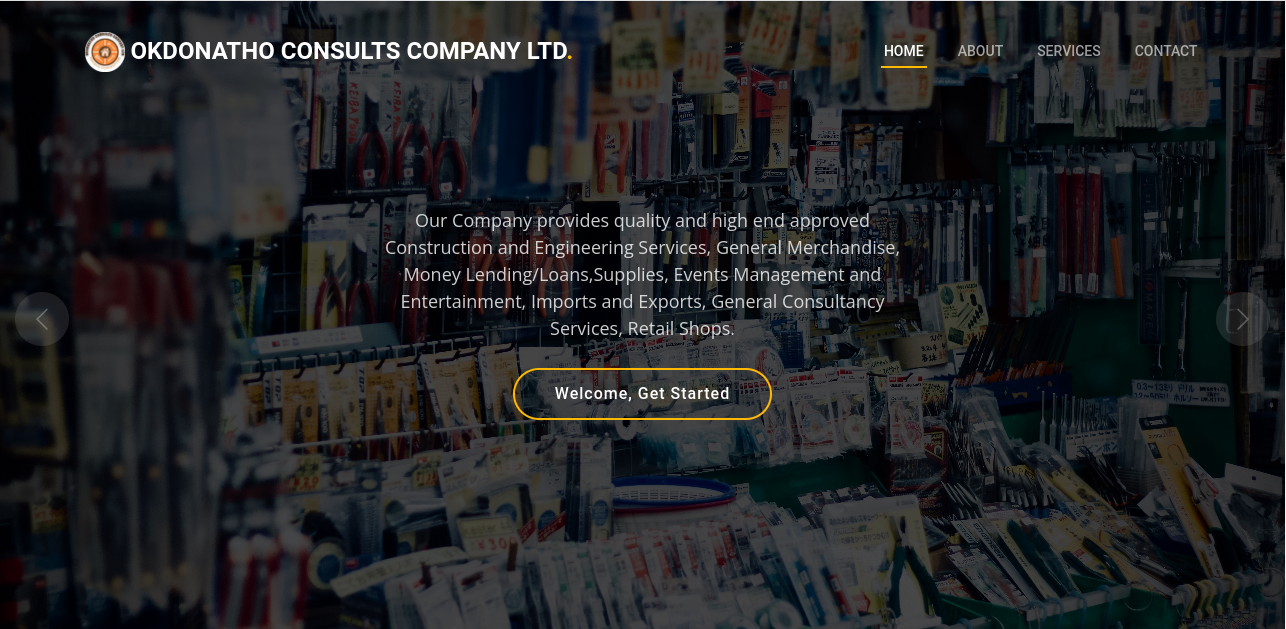 OKDONATHO CONSULTS COMPANY LTD.
HOME ABOUT SERVICES CONTACT
Our Company provides quality and high end approved
Construction and Engineering Services, General Merchandise,
Money Lending/Loans,Supplies, Events Management and
Entertainment, Imports and Exports, General Consultancy
Services, Retail Shops.
Welcome, Get Started